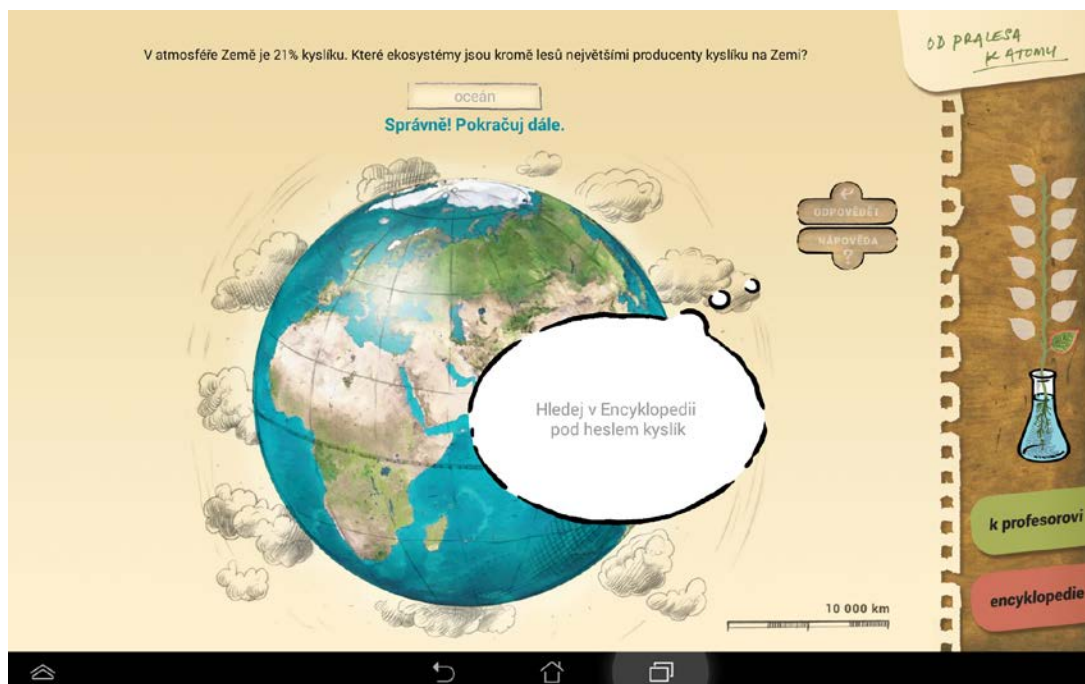 V atmosféře Země je 21% kyslíku. Které ekosystémy jsou kromě lesů největšími producenty kyslíku na Zemi?
oceán
Správně! Pokračuj dále.
OD PRALESA
K ATOMU
ODPOVĚDĚT
NÁPOVĚDA
?
Hledej v Encyklopedii
pod heslem kyslík
k profesorovi
encyklopedie
10 000 km